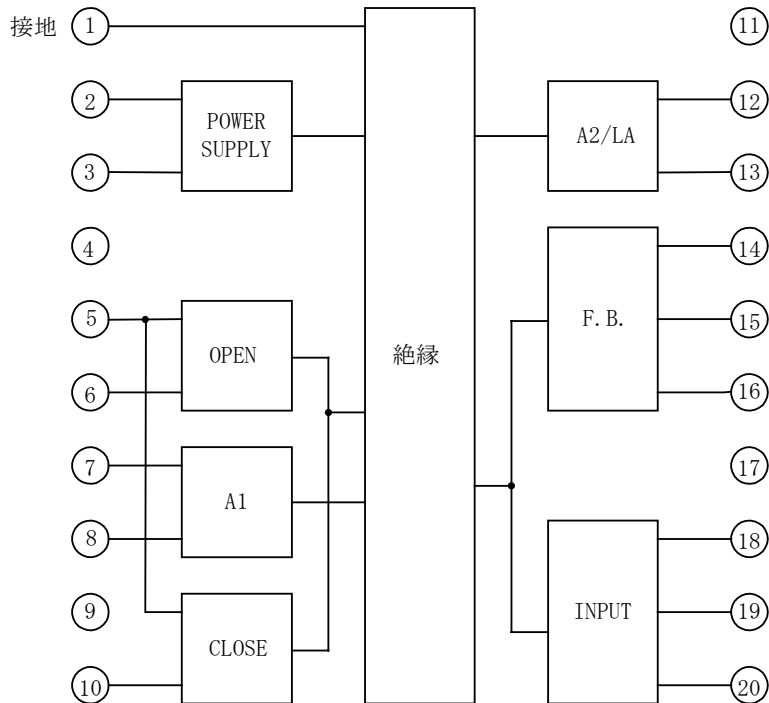 接地 ① ⑪
② POWER SUPPLY A2/LA ⑫
③ ⑬
④ F.B. ⑭
⑤ OPEN 絶縁 ⑮
⑥ ⑯
⑦ A1 ⑰
⑧ ⑱
⑨ CLOSE INPUT ⑲
⑩ ⑳